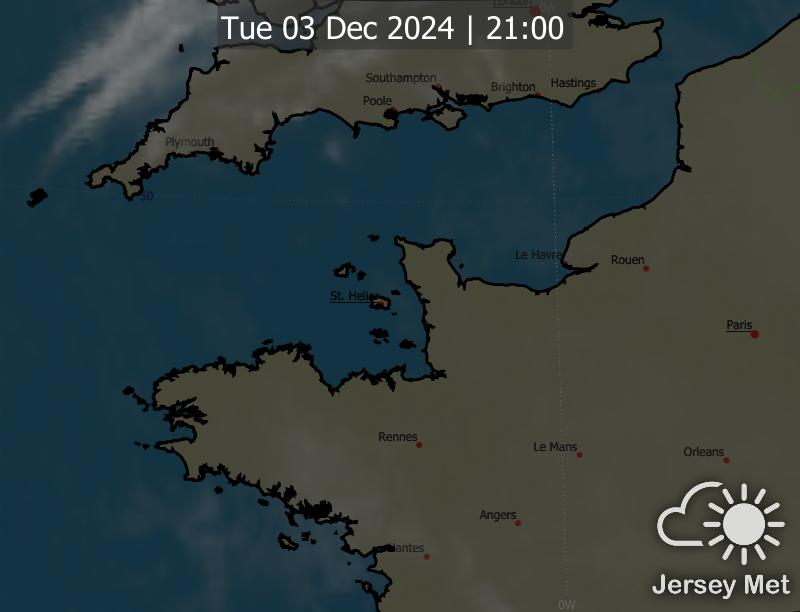 London
0W
Tue 03 Dec 2024 | 21:00
Southampton
Brighton
Hastings
Poole
Plymouth
50
Le Havre
Rouen
St. Helier
Paris
Rennes
Le Mans
Orleans
Angers
Nantes
Jersey Met
0W